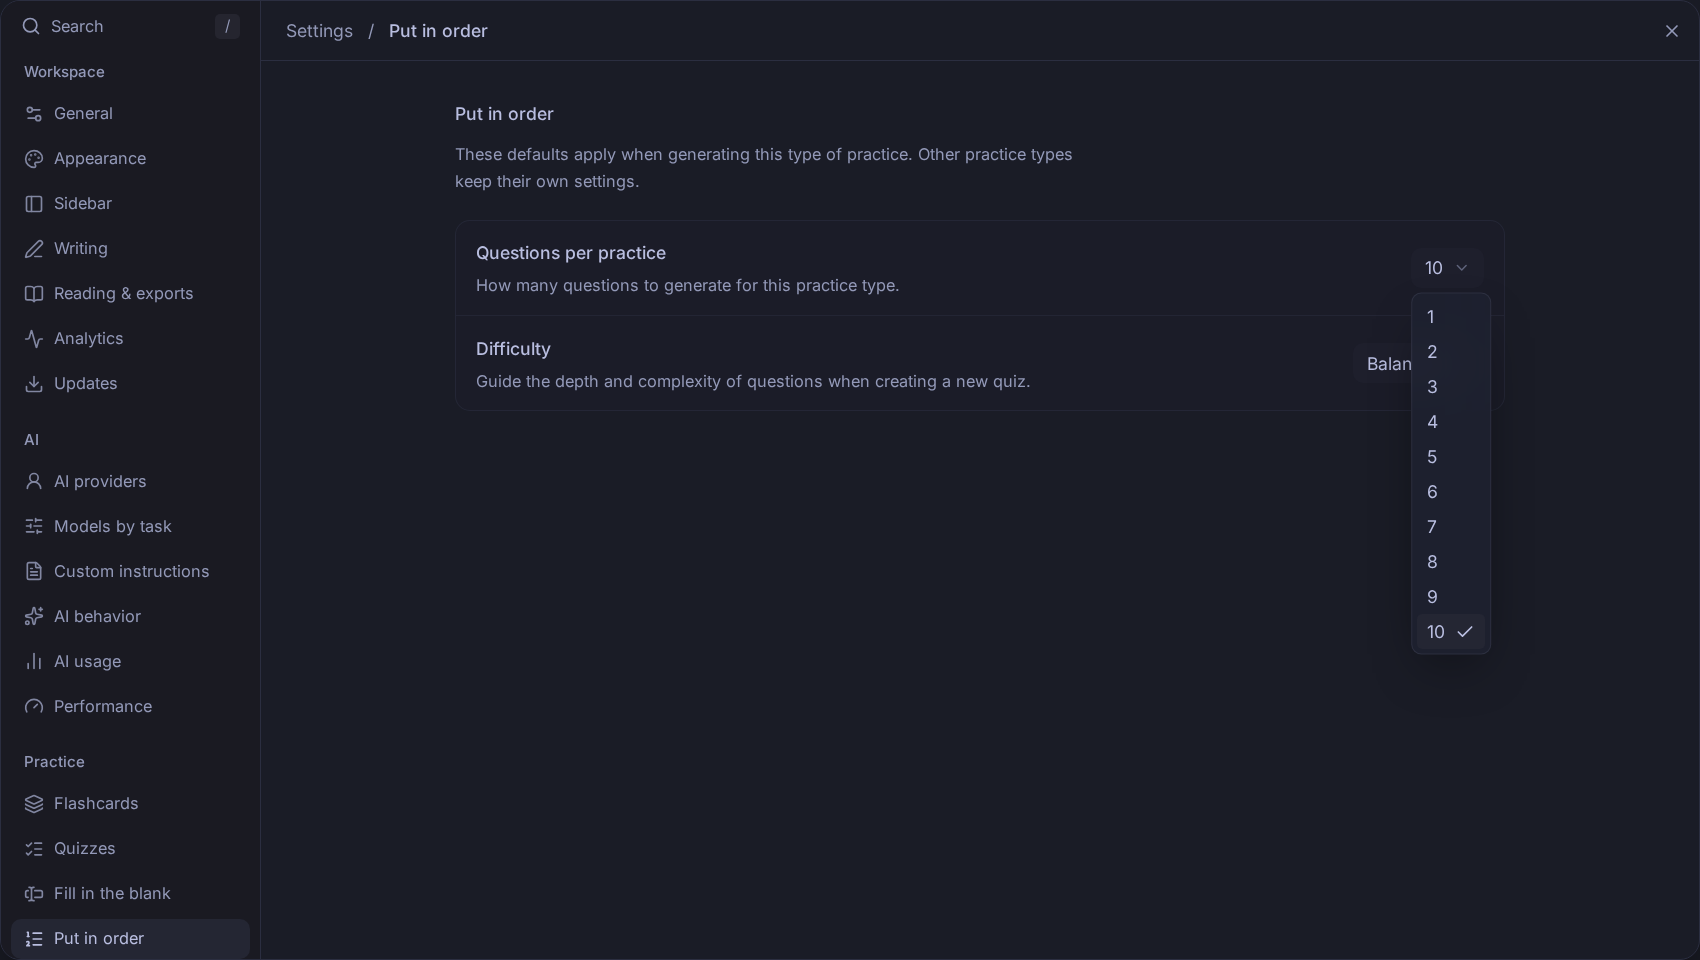 Search
/
Workspace
General
Appearance
Sidebar
Writing
Reading & exports
Analytics
Updates
AI
AI providers
Models by task
Custom instructions
AI behavior
AI usage
Performance
Practice
Flashcards
Quizzes
Fill in the blank
Put in order
Settings / Put in order
Put in order
These defaults apply when generating this type of practice. Other practice types
keep their own settings.
Questions per practice
How many questions to generate for this practice type.
10
Difficulty
Guide the depth and complexity of questions when creating a new quiz.
Balan
1
2
3
4
5
6
7
8
9
10